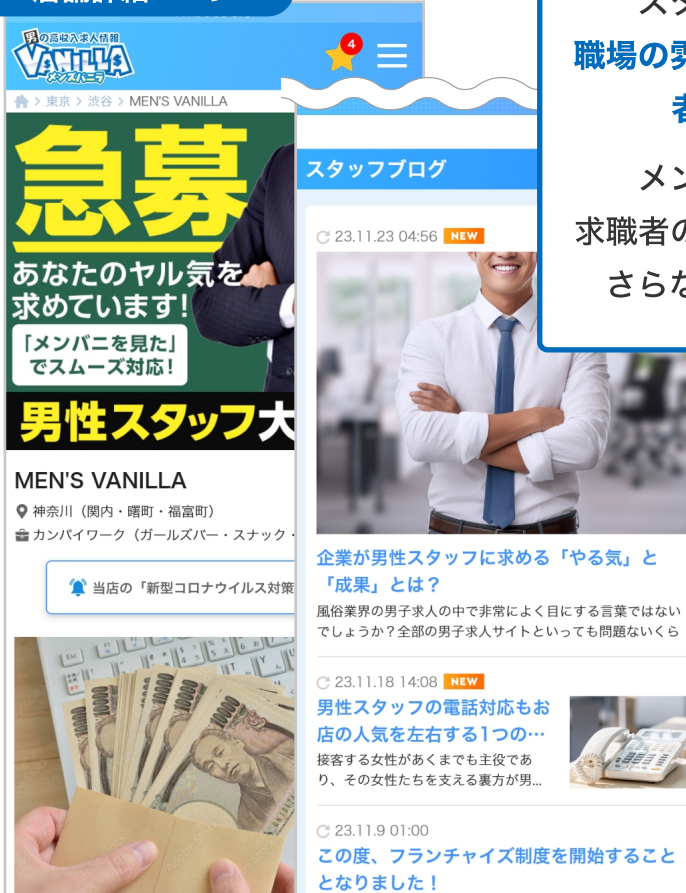 男の高収入求人情報
VANILLA
メンズバニラ
4
東京 > 渋谷 > MEN'S VANILLA
急募
あなたのヤル気を
求めています!
「メンバニを見た」
でスムーズ対応!
男性スタッフ大
MEN'S VANILLA
神奈川（関内・曙町・福富町）
カンパイワーク（ガールズバー・スナック・
当店の「新型コロナウイルス対策
10000
10000
10000
10000
スタッフブログ
23.11.23 04:56 NEW
企業が男性スタッフに求める「やる気」と
「成果」とは？
風俗業界の男子求人の中で非常によく目にする言葉ではない
でしょうか？全部の男子求人サイトといっても問題ないくら
23.11.18 14:08 NEW
男性スタッフの電話対応もお
店の人気を左右する1つの…
接客する女性があくまでも主役であ
り、その女性たちを支える裏方が男...
23.11.9 01:00
この度、フランチャイズ制度を開始すること
となりました！
職場の
メン
求職者の
さらな